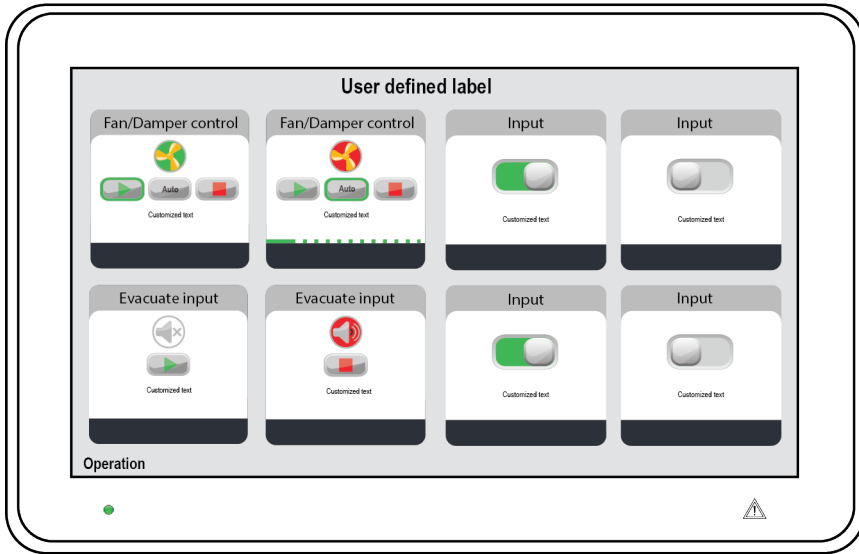 User defined label
Fan/Damper control
Fan/Damper control
Input
Input
Auto
Auto
Customized text
Customized text
Customized text
Customized text
Evacuate input
Evacuate input
Input
Input
Customized text
Customized text
Customized text
Customized text
Operation